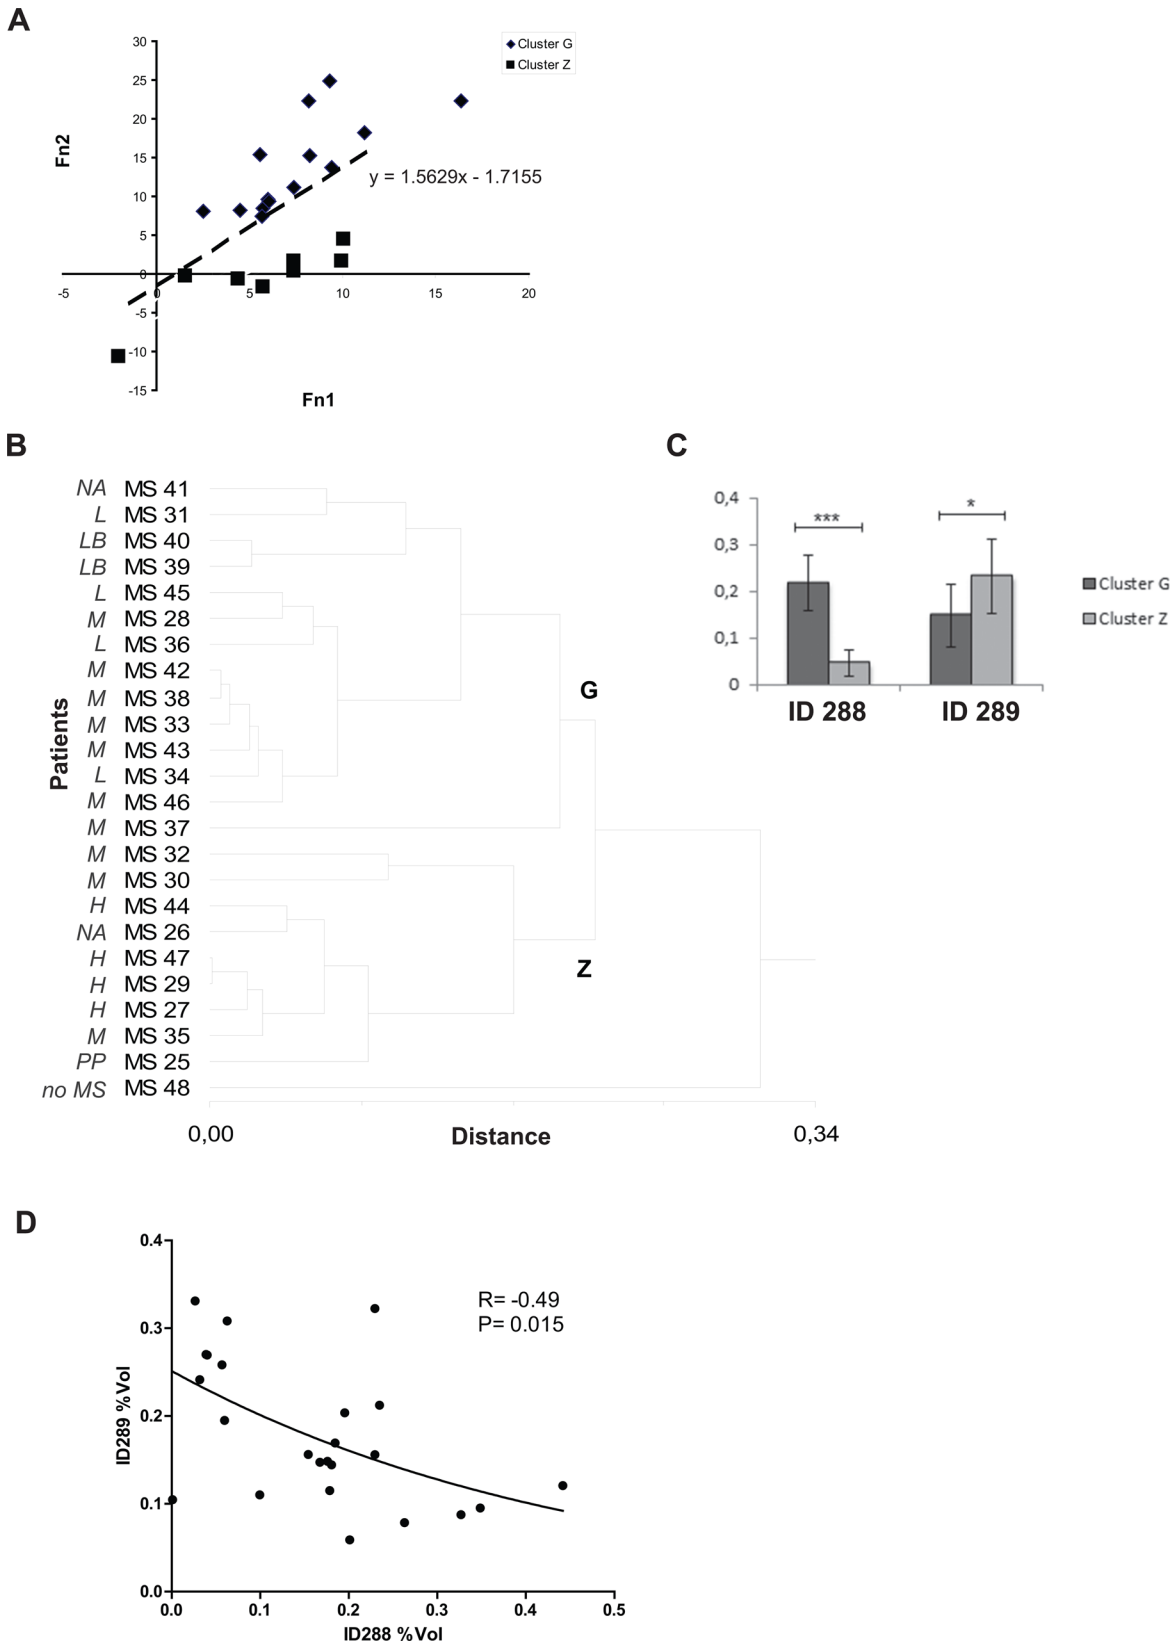 A
Cluster G
Cluster Z
30
25
20
15
10
5
0
-5
-10
-15
-5
0
5
10
15
20
Fn2
Fn1
y = 1.5629x - 1.7155
B
Patients
NA MS 41
L MS 31
LB MS 40
LB MS 39
L MS 45
M MS 28
L MS 36
M MS 42
M MS 38
M MS 33
M MS 43
L MS 34
M MS 46
M MS 37
M MS 32
M MS 30
H MS 44
NA MS 26
H MS 47
H MS 29
H MS 27
M MS 35
PP MS 25
no MS MS 48
G
Z
0,00 Distance 0,34
C
0,4
0,3
0,2
0,1
0
***
*
ID 288 ID 289
Cluster G
Cluster Z
D
0.4
0.3
0.2
0.1
0.0
ID289 %Vol
R= -0.49
P= 0.015
0.0 0.1 0.2 0.3 0.4 0.5
ID288 %Vol